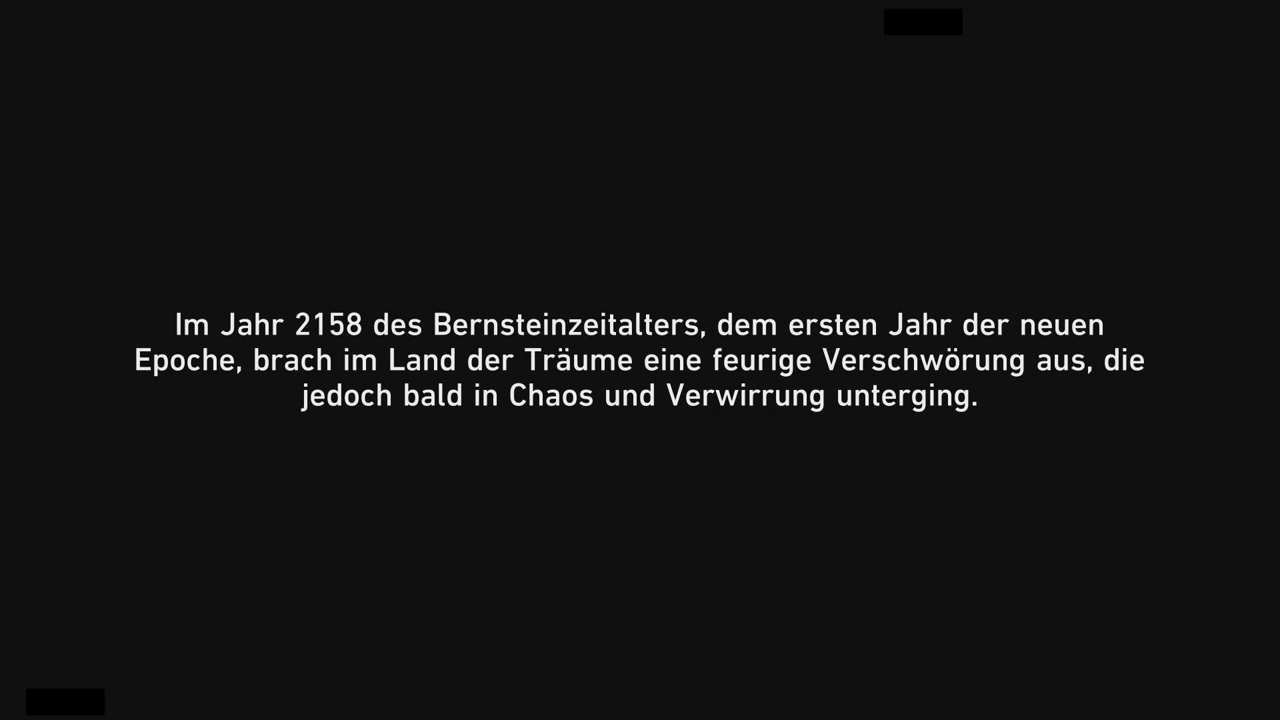 Im Jahr 2158 des Bernsteinzeitalters, dem ersten Jahr der neuen
Epoche, brach im Land der Träume eine feurige Verschwörung aus, die
jedoch bald in Chaos und Verwirrung unterging.